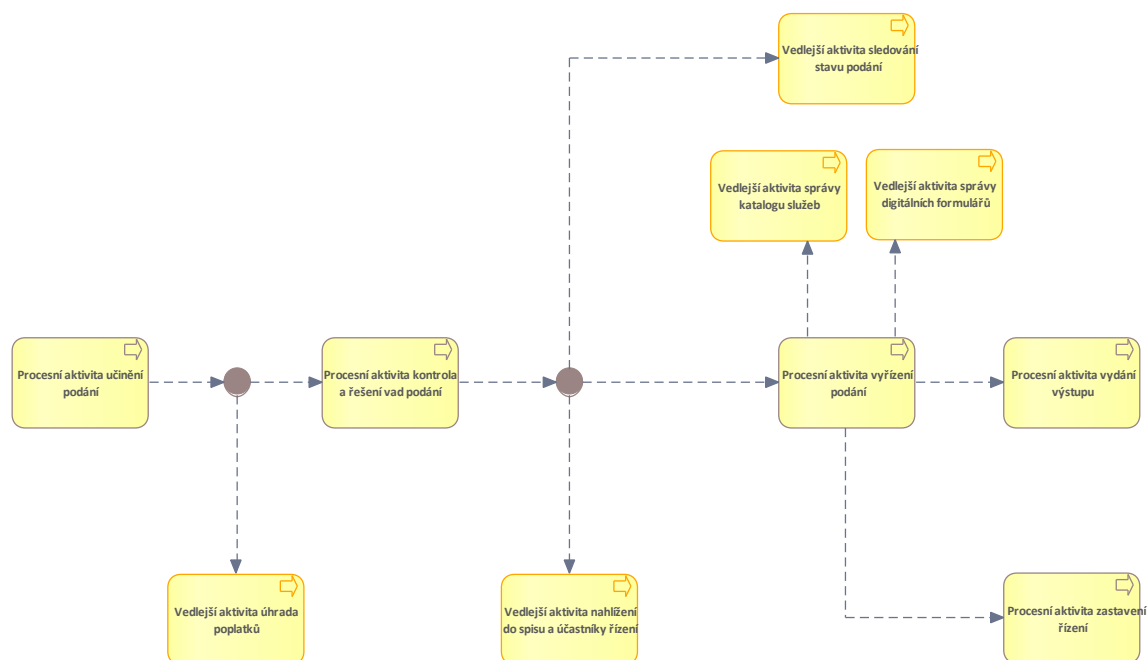 Vedlejší aktivita sledování
stavu podání
Vedlejší aktivita správy
katalogu služeb
Vedlejší aktivita správy
digitálních formulářů
Procesní aktivita učinění
podání
Procesní aktivita kontrola
a řešení vad podání
Procesní aktivita vyřízení
podání
Procesní aktivita vydání
výstupu
Vedlejší aktivita úhrada
poplatků
Vedlejší aktivita nahlížení
do spisu a účastníky řízení
Procesní aktivita zastavení
řízení